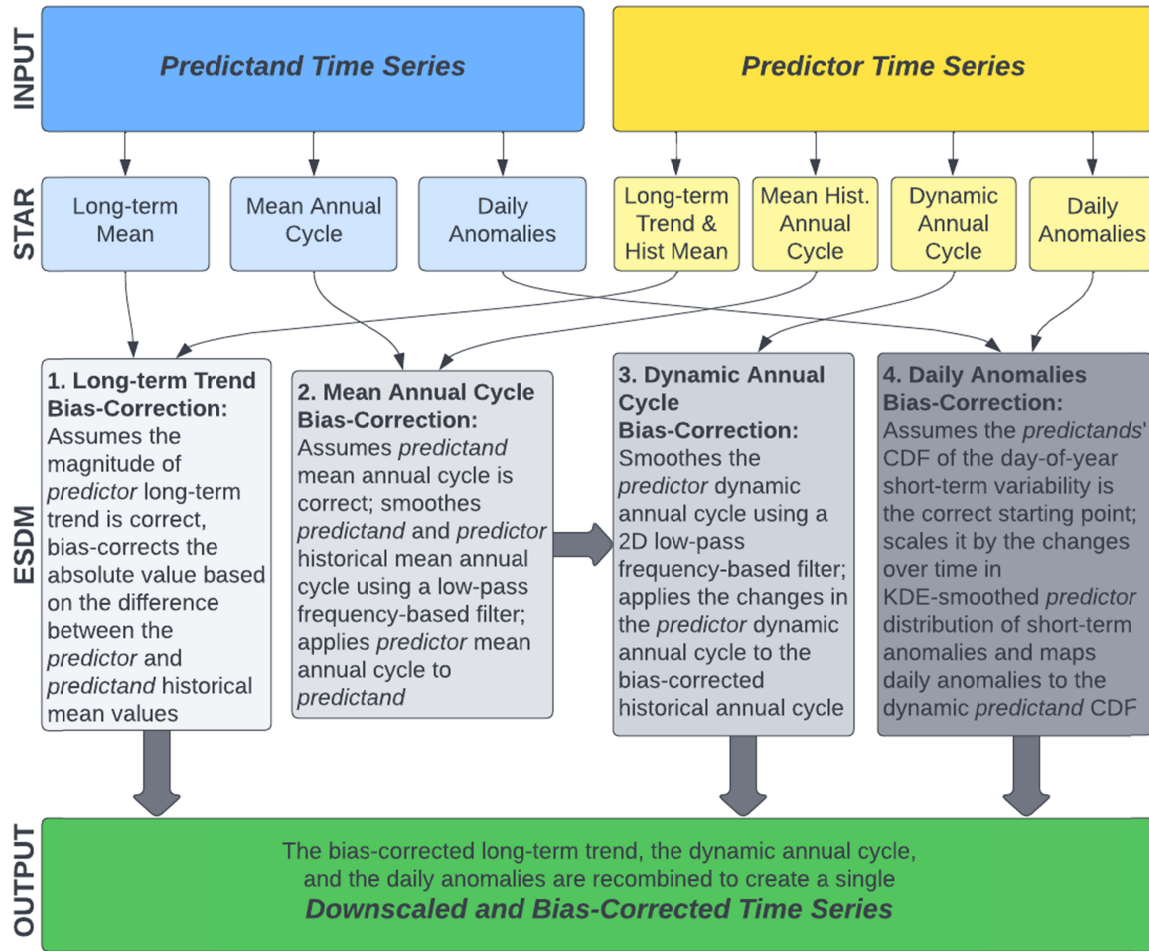 INPUT
Predictand Time Series
Predictor Time Series
STAR
Long-term
Mean
Mean Annual
Cycle
Daily
Anomalies
Long-term
Trend &
Hist Mean
Mean Hist.
Annual
Cycle
Dynamic
Annual
Cycle
Daily
Anomalies
ESDM
1. Long-term Trend
Bias-Correction:
Assumes the
magnitude of
predictor long-term
trend is correct,
bias-corrects the
absolute value based
on the difference
between the
predictor and
predictand historical
mean values
2. Mean Annual Cycle
Bias-Correction:
Assumes predictand
mean annual cycle is
correct; smoothes
predictand and predictor
historical mean annual
cycle using a low-pass
frequency-based filter;
applies predictor mean
annual cycle to
predictand
3. Dynamic Annual
Cycle
Bias-Correction:
Smoothes the
predictor dynamic
annual cycle using a
2D low-pass
frequency-based filter;
applies the changes in
the predictor dynamic
annual cycle to the
bias-corrected
historical annual cycle
4. Daily Anomalies
Bias-Correction:
Assumes the predictands'
CDF of the day-of-year
short-term variability is
the correct starting point;
scales it by the changes
over time in
KDE-smoothed predictor
distribution of short-term
anomalies and maps
daily anomalies to the
dynamic predictand CDF
OUTPUT
The bias-corrected long-term trend, the dynamic annual cycle,
and the daily anomalies are recombined to create a single
Downscaled and Bias-Corrected Time Series